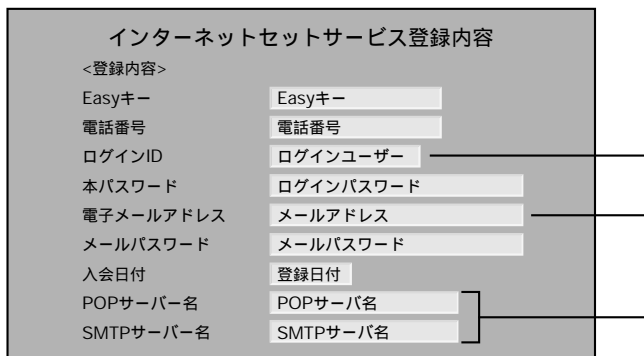 インターネットセットサービス登録内容
<登録内容>
Easyキー Easyキー
電話番号 電話番号
ログインID ログインユーザー
本パスワード ログインパスワード
電子メールアドレス メールアドレス
メールパスワード メールパスワード
入会日付 登録日付
POPサーバー名 POPサーバ名
SMTPサーバー名 SMTPサーバ名